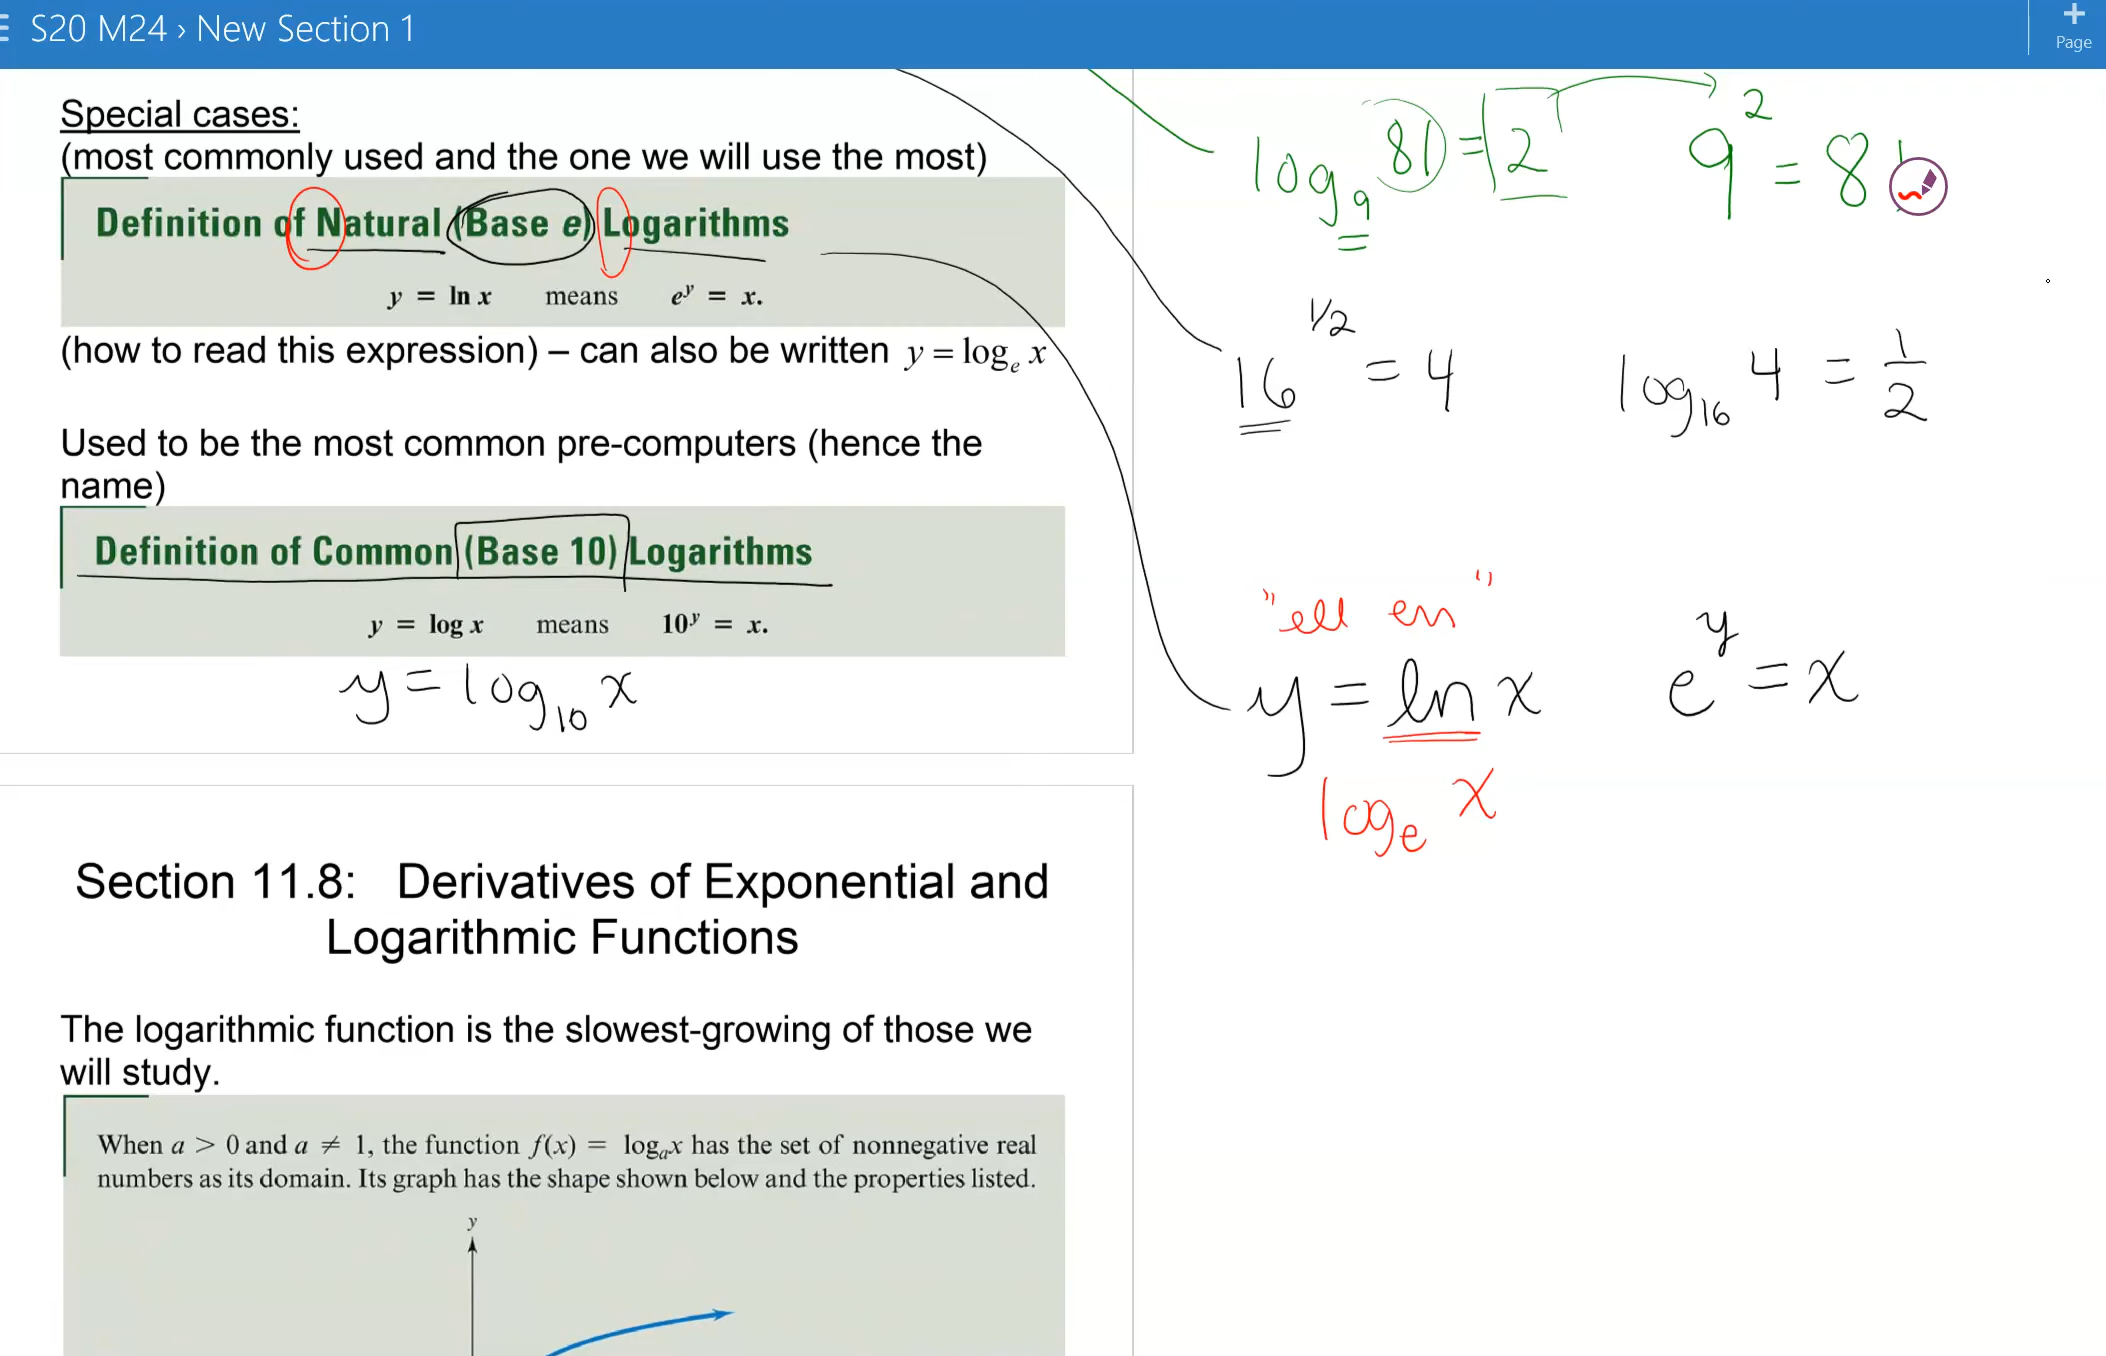 S20 M24 › New Section 1
+
Page
Special cases:
(most commonly used and the one we will use the most)
Definition of Natural (Base e) Logarithms
y = ln x means e^y = x.
(how to read this expression) – can also be written y = log_e x
Used to be the most common pre-computers (hence the
name)
Definition of Common (Base 10) Logarithms
y = log x means 10^y = x.
y = log_10 x
Section 11.8: Derivatives of Exponential and
Logarithmic Functions
The logarithmic function is the slowest-growing of those we
will study.
When a > 0 and a ≠ 1, the function f(x) = log_a x has the set of nonnegative real
numbers as its domain. Its graph has the shape shown below and the properties listed.
y
log_9 81 = 2 9^2 = 81
16^1/2 = 4 log_16 4 = 1/2
"ell en"
y = ln x e^y = x
log_e x